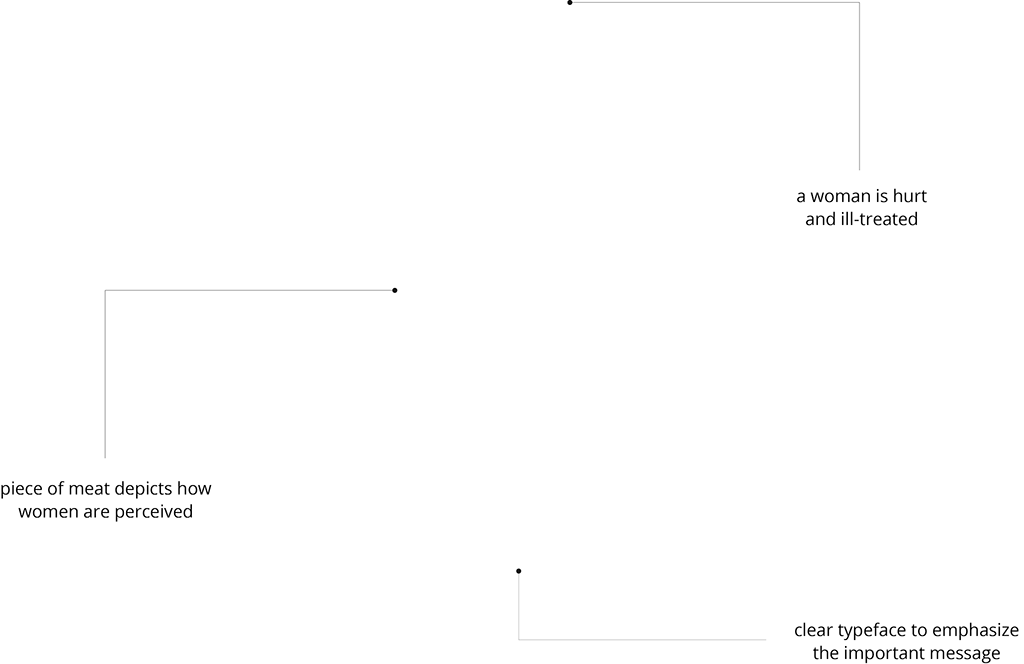 a woman is hurt
and ill-treated
piece of meat depicts how
women are perceived
clear typeface to emphasize
the important message